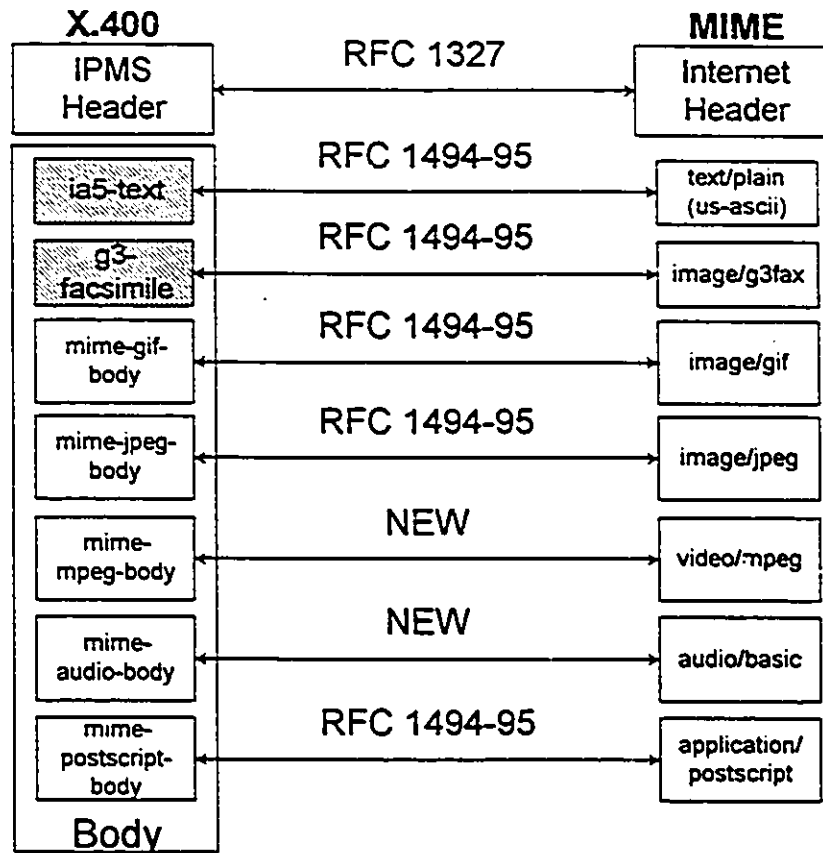 X.400
MIME
IPMS
Header
RFC 1327
Internet
Header
ia5-text
RFC 1494-95
text/plain
(us-ascii)
g3-
facsimile
RFC 1494-95
image/g3fax
mime-gif-
body
RFC 1494-95
image/gif
mime-jpeg-
body
RFC 1494-95
image/jpeg
mime-
mpeg-body
NEW
video/mpeg
mime-
audio-body
NEW
audio/basic
mime-
postscript-
body
RFC 1494-95
application/
postscript
Body